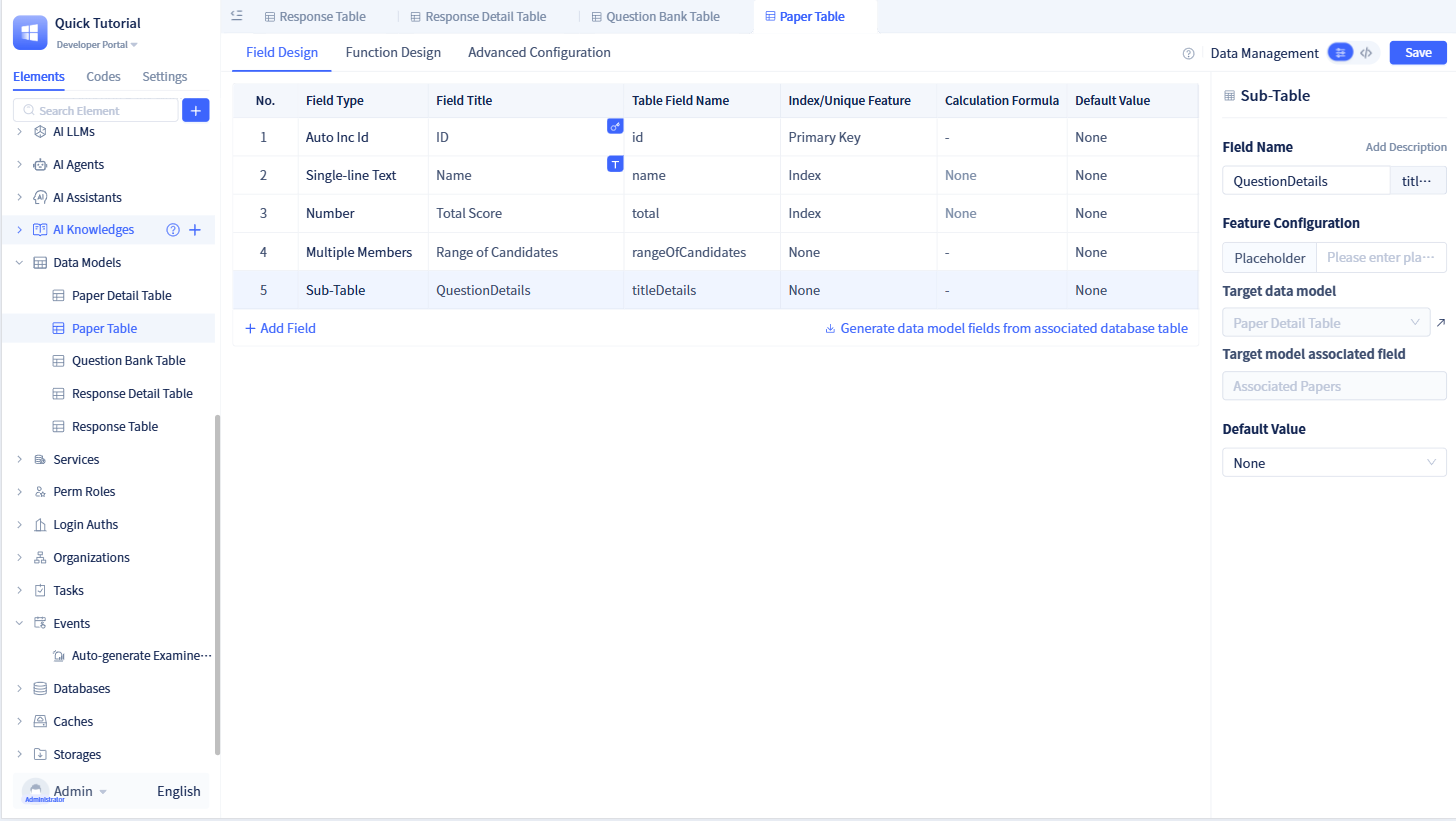 Quick Tutorial
Developer Portal
Elements Codes Settings
Search Element
AI LLMs
AI Agents
AI Assistants
AI Knowledges
Data Models
Paper Detail Table
Paper Table
Question Bank Table
Response Detail Table
Response Table
Services
Perm Roles
Login Auths
Organizations
Tasks
Events
Auto-generate Examine···
Databases
Caches
Storages
Admin English
Administrator
Response Table Response Detail Table Question Bank Table Paper Table
Field Design Function Design Advanced Configuration Data Management Save
No. Field Type Field Title Table Field Name Index/Unique Feature Calculation Formula Default Value
1 Auto Inc Id ID id Primary Key - None
2 Single-line Text Name T name Index None None
3 Number Total Score total Index None None
4 Multiple Members Range of Candidates rangeOfCandidates None - None
5 Sub-Table QuestionDetails titleDetails None - None
+ Add Field Generate data model fields from associated database table
Sub-Table
Field Name Add Description
QuestionDetails titl···
Feature Configuration
Placeholder Please enter pla···
Target data model
Paper Detail Table
Target model associated field
Associated Papers
Default Value
None